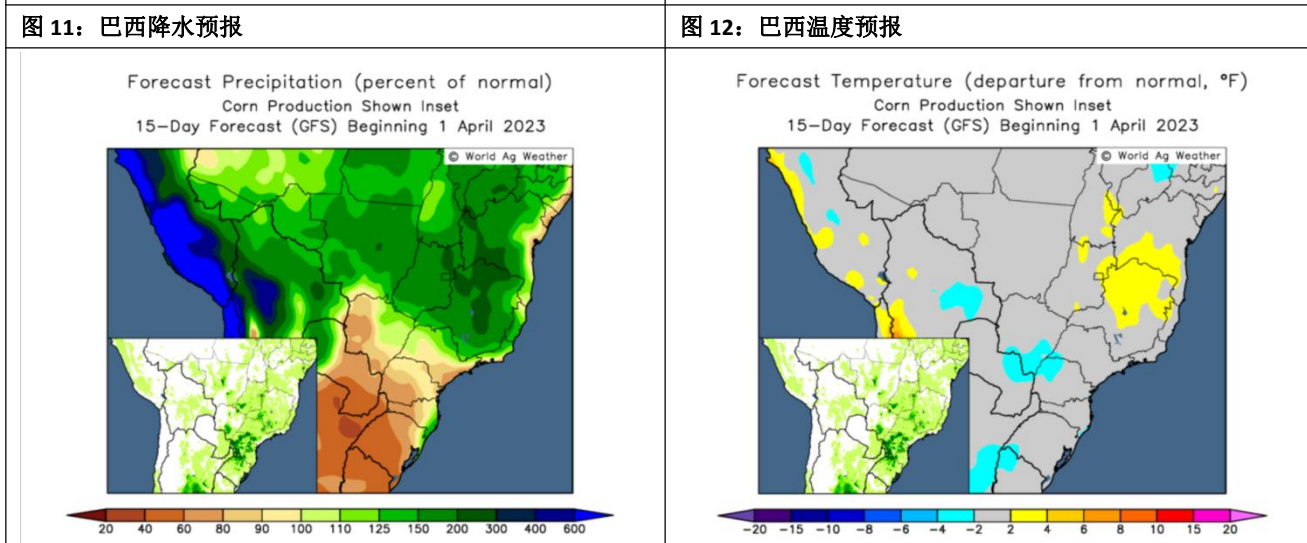 图 11：巴西降水预报
Forecast Precipitation (percent of normal)
Corn Production Shown Inset
15-Day Forecast (GFS) Beginning 1 April 2023
© World Ag Weather
20 40 60 80 90 100 110 125 150 200 300 400 600
图 12：巴西温度预报
Forecast Temperature (departure from normal, °F)
Corn Production Shown Inset
15-Day Forecast (GFS) Beginning 1 April 2023
© World Ag Weather
-20 -15 -10 -8 -6 -4 -2 2 4 6 8 10 15 20